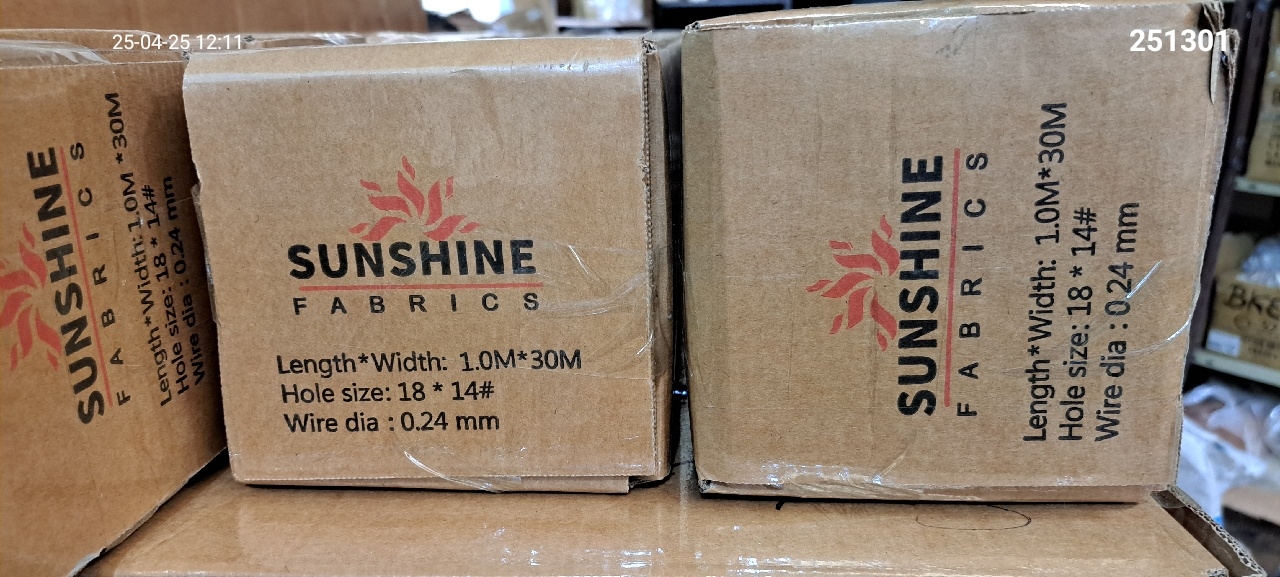 25-04-25 12:11
251301
SUNSHINE
FABRICS
Length*Width: 1.0M *30M
Hole size: 18 * 14#
Wire dia : 0.24 mm
SUNSHINE
FABRICS
Length*Width: 1.0M*30M
Hole size: 18 * 14#
Wire dia : 0.24 mm
SUNSHINE
FABRICS
Length*Width: 1.0M*30M
Hole size: 18 * 14#
Wire dia : 0.24 mm